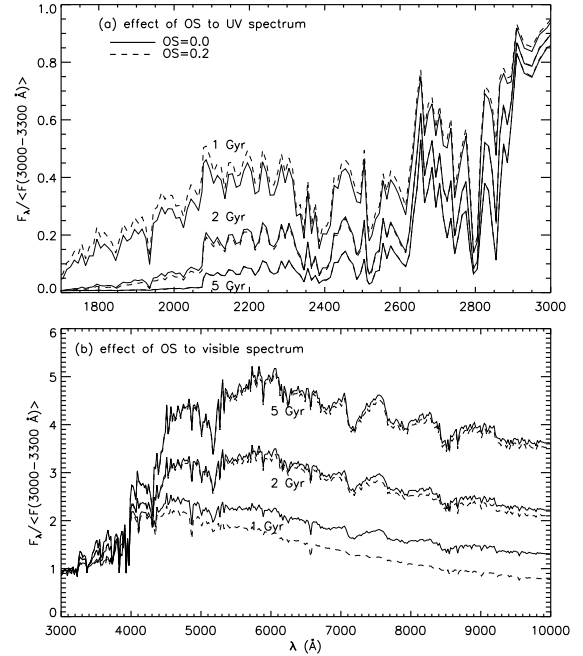 (a) effect of OS to UV spectrum
OS=0.0
OS=0.2
1.0
0.8
0.6
0.4
0.2
0.0
Fλ/<F(3000−3300 Å)>
1 Gyr
2 Gyr
5 Gyr
1800 2000 2200 2400 2600 2800 3000
(b) effect of OS to visible spectrum
6
5
4
3
2
1
0
Fλ/<F(3000−3300 Å)>
5 Gyr
2 Gyr
1 Gyr
3000 4000 5000 6000 7000 8000 9000 10000
λ (Å)